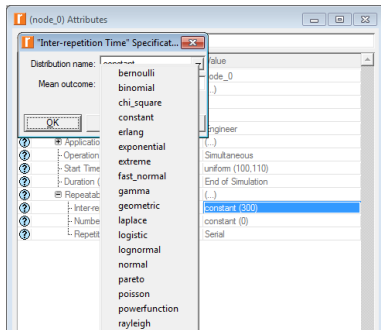 (node_0) Attributes
"Inter-repetition Time" Specificat...
Distribution name: constant
Mean outcome:
OK
bernoulli
binomial
chi_square
constant
erlang
exponential
extreme
fast_normal
gamma
geometric
laplace
logistic
lognormal
normal
pareto
poisson
powerfunction
rayleigh
Value
node_0
(...)
Engineer
Applicatio (...)
Operation Simultaneous
Start Time uniform (100,110)
Duration ( End of Simulation
Repeatab (...)
Inter-re constant (300)
Numbe constant (0)
Repetit Serial